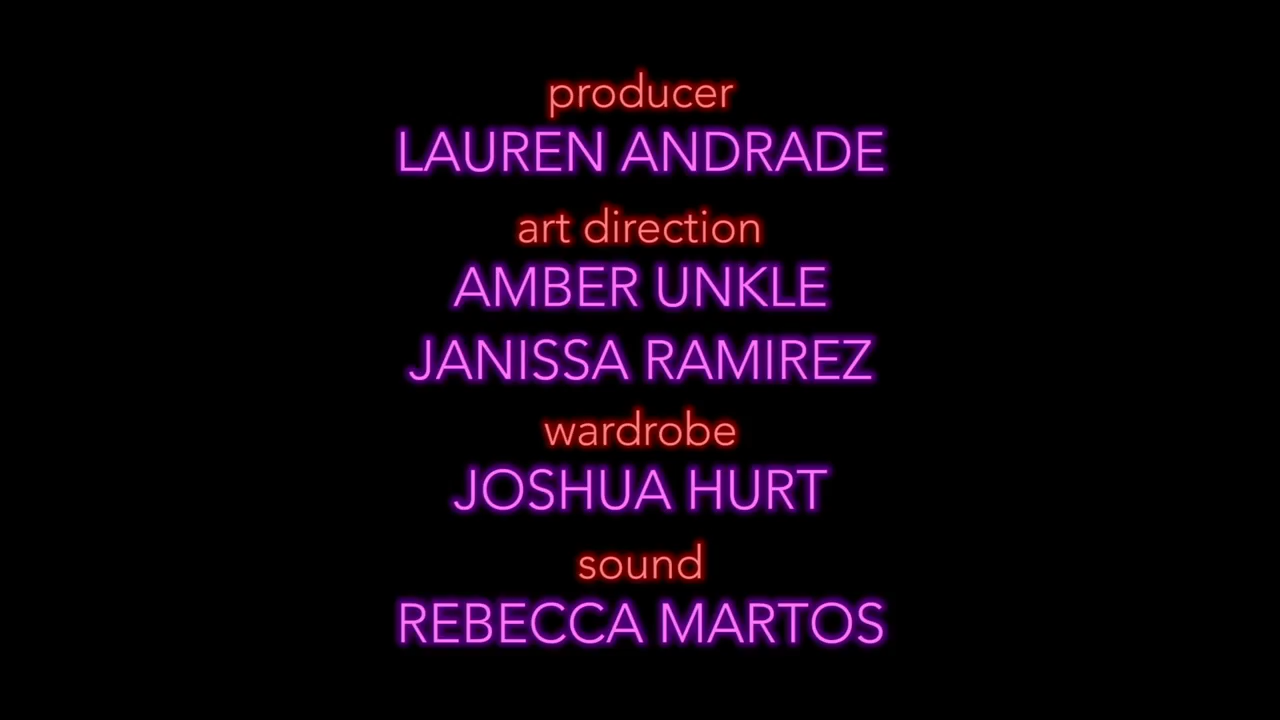 producer
LAUREN ANDRADE
art direction
AMBER UNKLE
JANISSA RAMIREZ
wardrobe
JOSHUA HURT
sound
REBECCA MARTOS